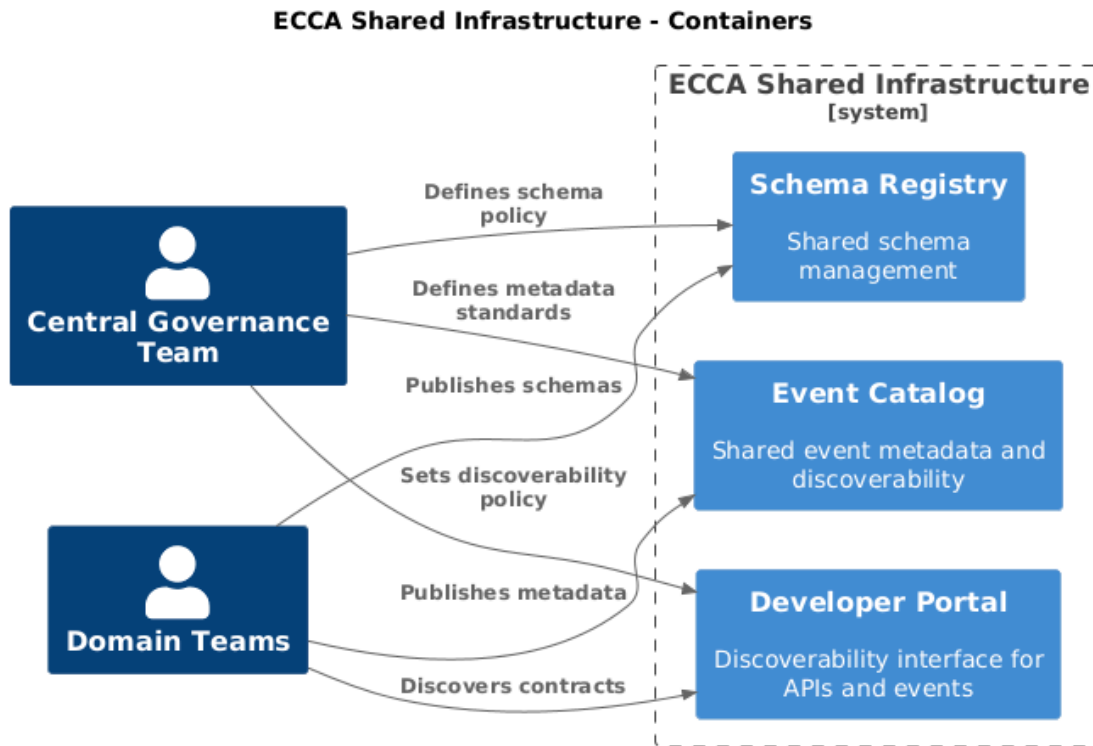 ECCA Shared Infrastructure - Containers
ECCA Shared Infrastructure
[system]
Schema Registry
Shared schema
management
Defines schema
policy
Central Governance
Team
Defines metadata
standards
Publishes schemas
Event Catalog
Shared event metadata and
discoverability
Sets discoverability
policy
Domain Teams
Publishes metadata
Developer Portal
Discoverability interface for
APIs and events
Discovers contracts